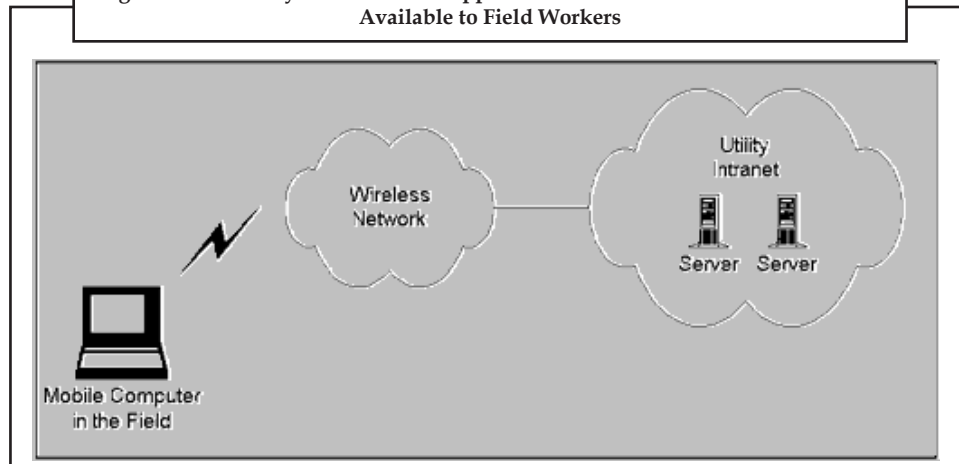 Available to Field Workers
Utility
Intranet
Wireless
Network
Server Server
Mobile Computer
in the Field